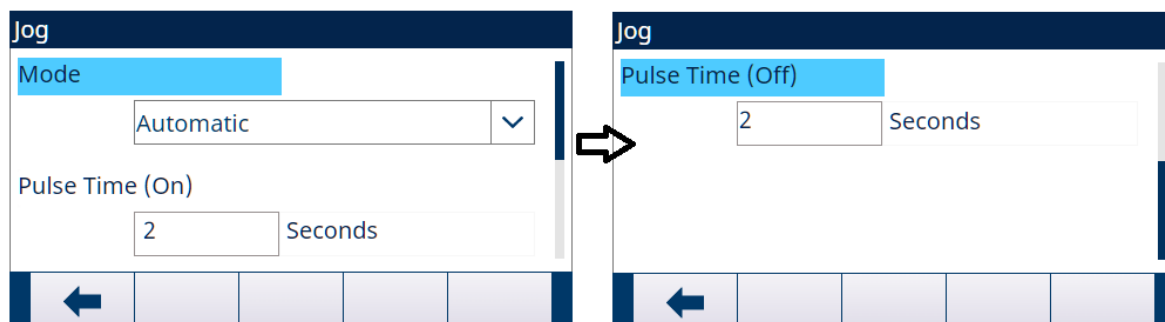 Jog
Mode
Automatic
Pulse Time (On)
2 Seconds
Jog
Pulse Time (Off)
2 Seconds